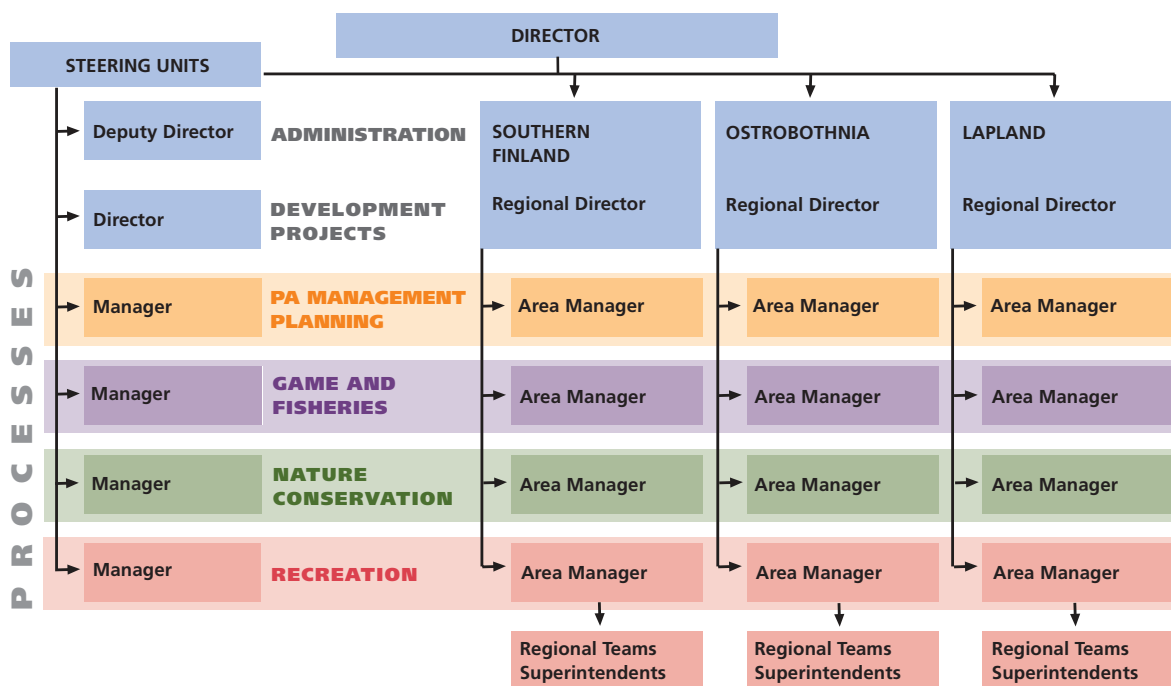 DIRECTOR
STEERING UNITS
Deputy Director
ADMINISTRATION
SOUTHERN
FINLAND
Regional Director
OSTROBOTHNIA
Regional Director
LAPLAND
Regional Director
Director
DEVELOPMENT
PROJECTS
PROCESSES
Manager
PA MANAGEMENT
PLANNING
Area Manager
Area Manager
Area Manager
Manager
GAME AND
FISHERIES
Area Manager
Area Manager
Area Manager
Manager
NATURE
CONSERVATION
Area Manager
Area Manager
Area Manager
Manager
RECREATION
Area Manager
Area Manager
Area Manager
Regional Teams
Superintendents
Regional Teams
Superintendents
Regional Teams
Superintendents